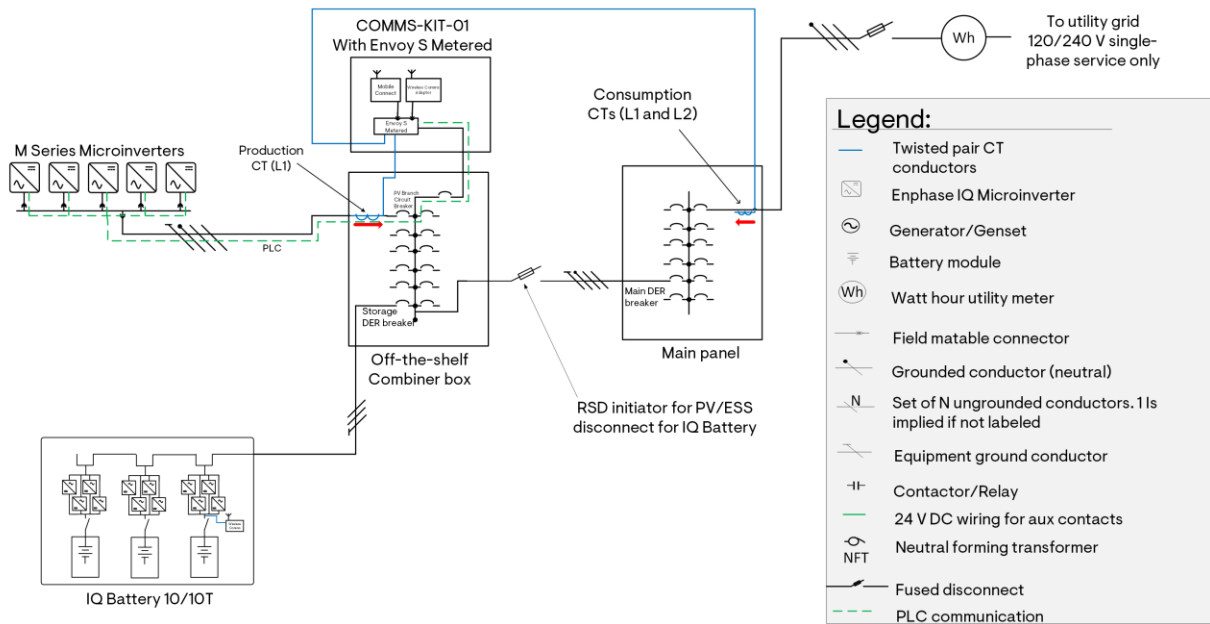 COMMS-KIT-01
With Envoy S Metered
Mobile
Connect
Wireless Comms
adaptor
Envoy S
Metered
To utility grid
120/240 V single-
phase service only
Wh
Consumption
CTs (L1 and L2)
M Series Microinverters
Production
CT (L1)
PV Branch
Circuit
Breaker
PLC
Storage
DER breaker
Off-the-shelf
Combiner box
Main DER
breaker
Main panel
RSD initiator for PV/ESS
disconnect for IQ Battery
IQ Battery 10/10T
Legend:
Twisted pair CT
conductors
Enphase IQ Microinverter
Generator/Genset
Battery module
Wh
Watt hour utility meter
Field matable connector
Grounded conductor (neutral)
N
Set of N ungrounded conductors. 1 Is
implied if not labeled
Equipment ground conductor
Contactor/Relay
24 V DC wiring for aux contacts
NFT
Neutral forming transformer
Fused disconnect
PLC communication